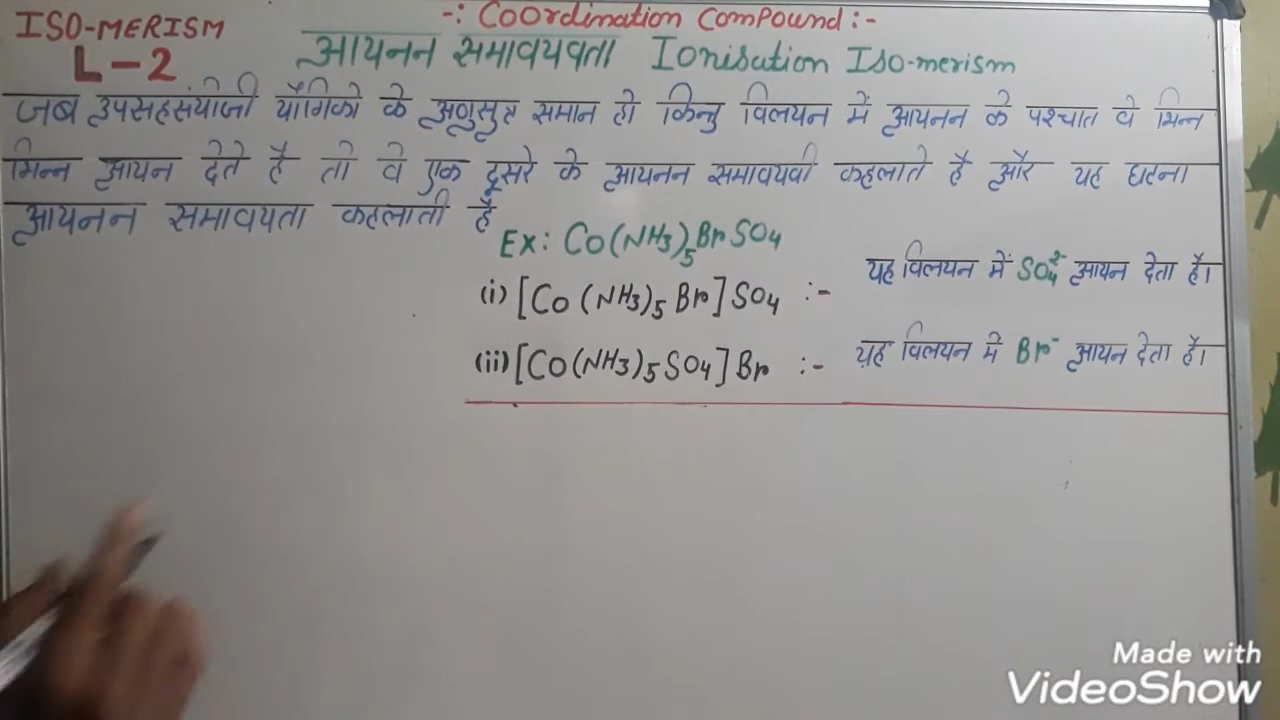 ISO-MERISM
-: Coordination Compound:-
L-2
आयनन समावयवता Ionisation Iso-merism
जब उपसहसंयोजी यौगिको के अणुसुत्र समान हो किन्तु विलयन में आयनन के पश्चात वे भिन्न
भिन्न आयन देते है तो वे एक दूसरे के आयनन समावयवी कहलाते है और यह घटना
आयनन समावयता कहलाती है
Ex: Co(NH3)5BrSO4
(i) [Co(NH3)5Br]SO4 :- यह विलयन में SO4²⁻ आयन देता है।
(ii) [Co(NH3)5SO4]Br :- यह विलयन में Br⁻ आयन देता है।
Made with
VideoShow